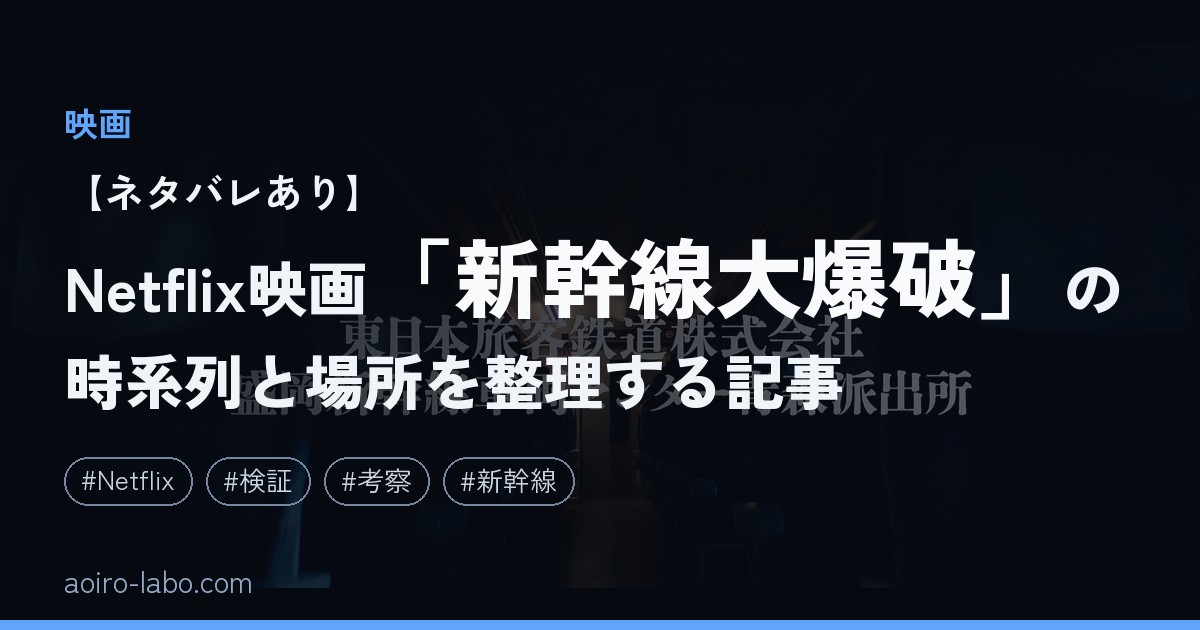 映画
【ネタバレあり】
Netflix映画「新幹線大爆破」の
東日本旅客鉄道株式会社
時系列と場所を整理する記事
派出所
#Netflix #検証 #考察 #新幹線
aoiro-labo.com